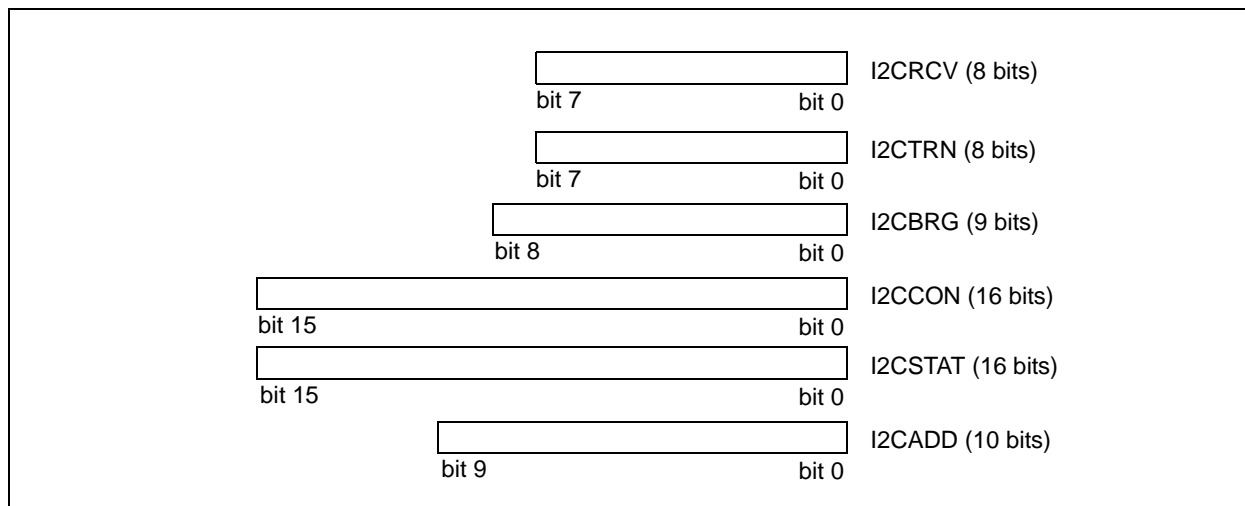 I2CRCV (8 bits)
bit 7 bit 0
I2CTRN (8 bits)
bit 7 bit 0
I2CBRG (9 bits)
bit 8 bit 0
I2CCON (16 bits)
bit 15 bit 0
I2CSTAT (16 bits)
bit 15 bit 0
I2CADD (10 bits)
bit 9 bit 0